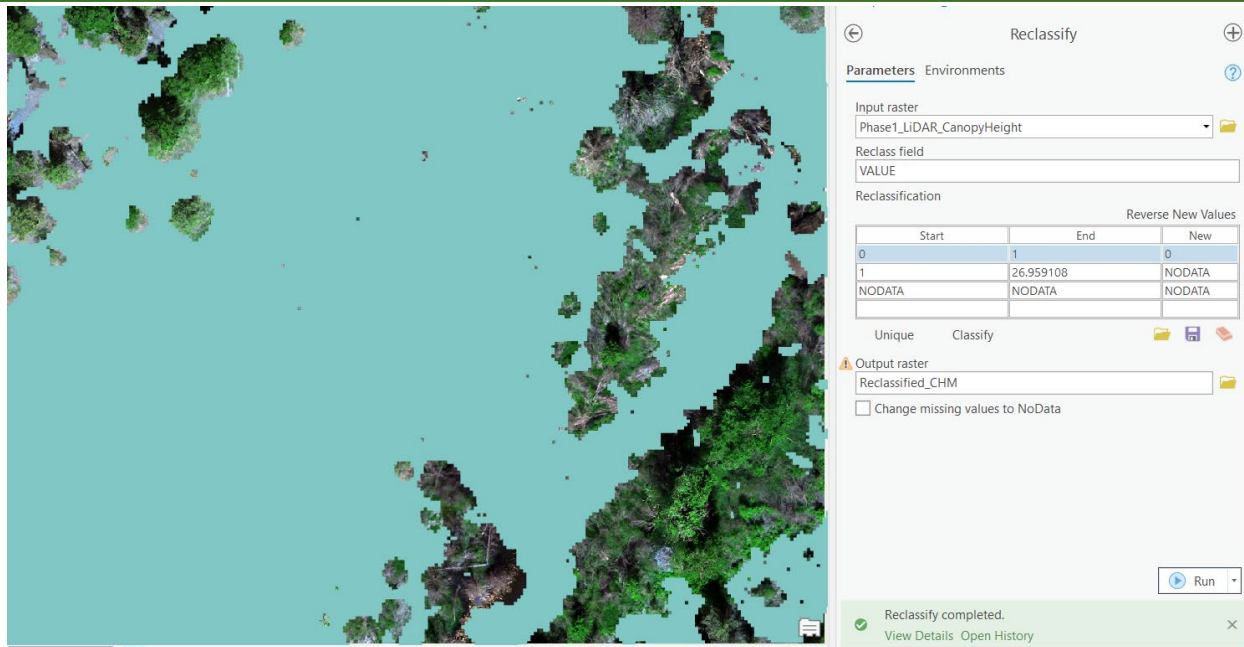 Reclassify
Parameters Environments
Input raster
Phase1_LiDAR_CanopyHeight
Reclass field
VALUE
Reclassification
Reverse New Values
Start End New
0 1 0
1 26.959108 NODATA
NODATA NODATA NODATA
Unique Classify
Output raster
Reclassified_CHM
Change missing values to NoData
Run
Reclassify completed.
View Details Open History